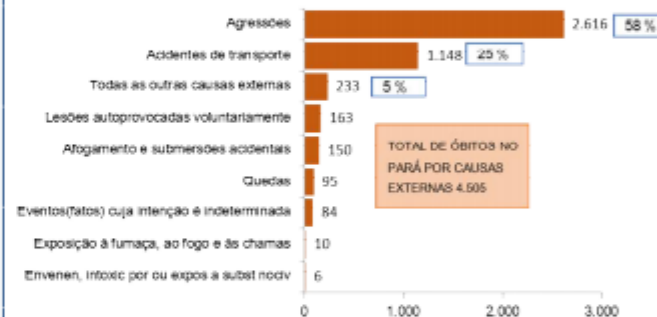 Agressões 2.616 58 %
Acidentes de transporte 1.148 25 %
Todas as outras causas externas 233 5 %
Lesões autoprovocadas voluntariamente 163
Afogamento e submersões acidentais 150
TOTAL DE ÓBITOS NO
PARÁ POR CAUSAS
EXTERNAS 4.505
Quedas 95
Eventos(fatos) cuja intenção é indeterminada 84
Exposição à fumaça, ao fogo e às chamas 10
Envenen, intoxic por ou expos a subst nociv 6
0 1.000 2.000 3.000